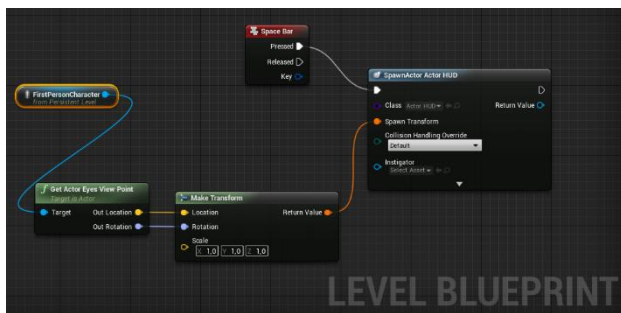 Space Bar
Pressed
Released
Key
SpawnActor Actor HUD
Class Actor HUD
Return Value
Spawn Transform
Collision Handling Override
Default
Instigator
Select Asset
FirstPersonCharacter
from Persistent Level
Get Actor Eyes View Point
Target is Actor
Target
Out Location
Out Rotation
Make Transform
Location
Return Value
Rotation
Scale
X 1,0 Y 1,0 Z 1,0
LEVEL BLUEPRINT